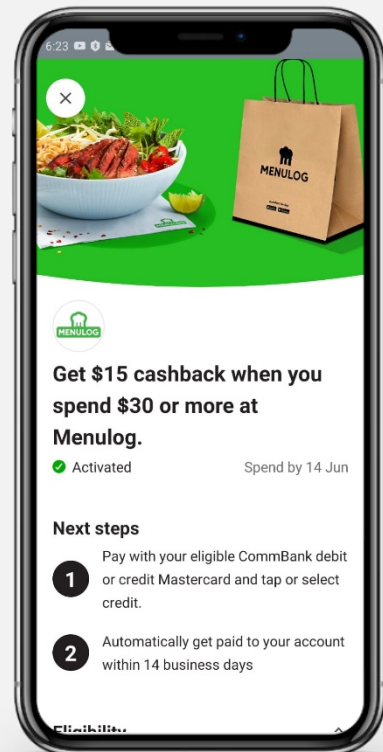 6:23
MENULOG
MENULOG
Get $15 cashback when you
spend $30 or more at
Menulog.
Activated
Spend by 14 Jun
Next steps
1
Pay with your eligible CommBank debit
or credit Mastercard and tap or select
credit.
2
Automatically get paid to your account
within 14 business days
Eligibility